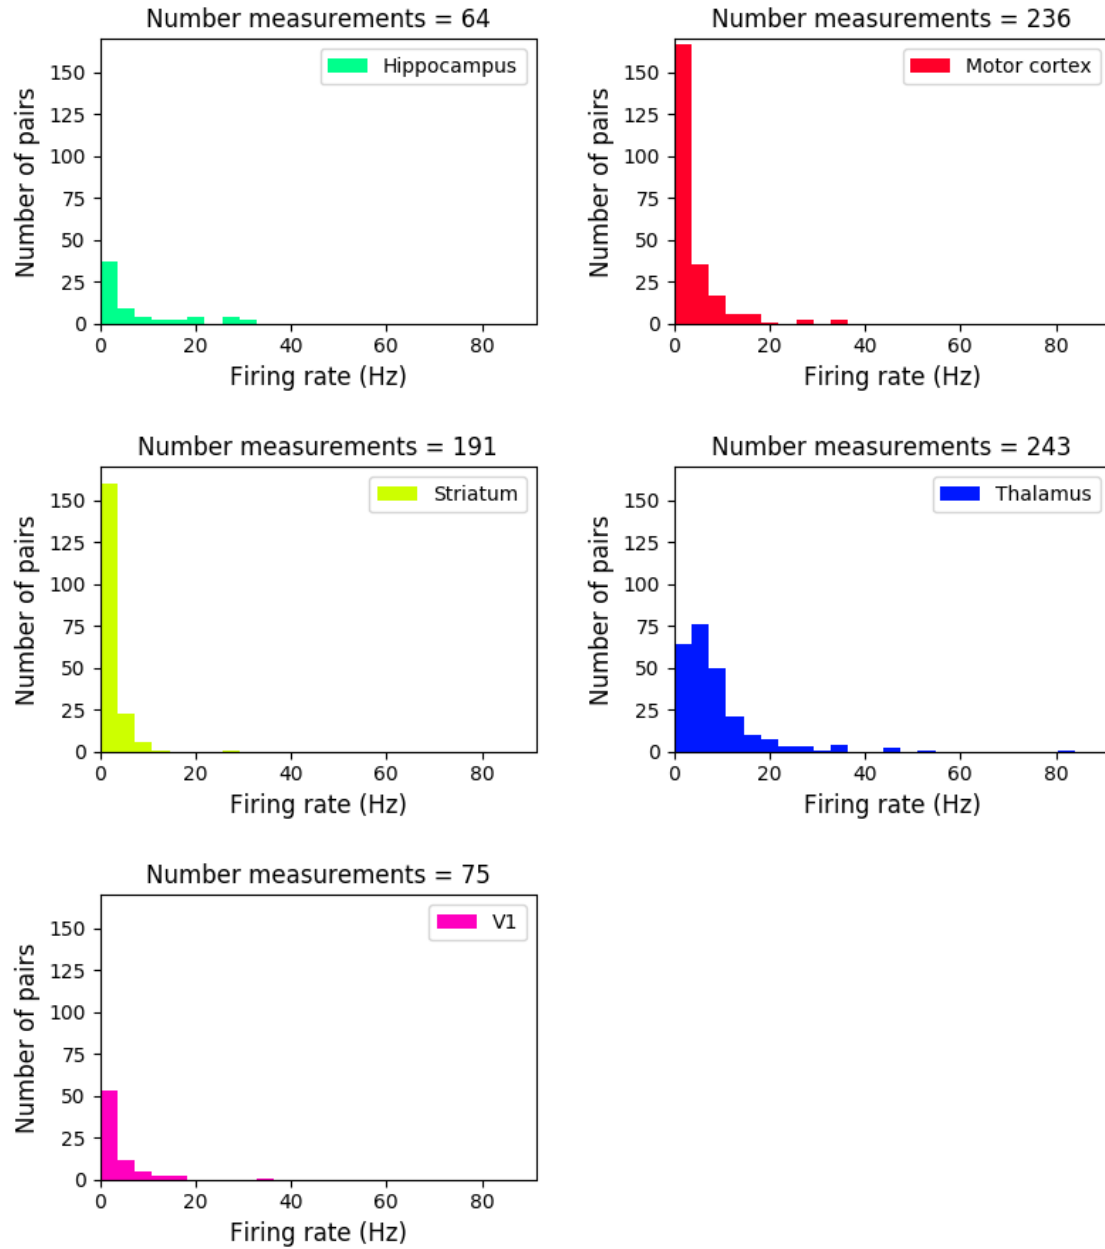 Number measurements = 64
Hippocampus
Number of pairs
150
125
100
75
50
25
0
0 20 40 60 80
Firing rate (Hz)
Number measurements = 236
Motor cortex
Number of pairs
150
125
100
75
50
25
0
0 20 40 60 80
Firing rate (Hz)
Number measurements = 191
Striatum
Number of pairs
150
125
100
75
50
25
0
0 20 40 60 80
Firing rate (Hz)
Number measurements = 243
Thalamus
Number of pairs
150
125
100
75
50
25
0
0 20 40 60 80
Firing rate (Hz)
Number measurements = 75
V1
Number of pairs
150
125
100
75
50
25
0
0 20 40 60 80
Firing rate (Hz)